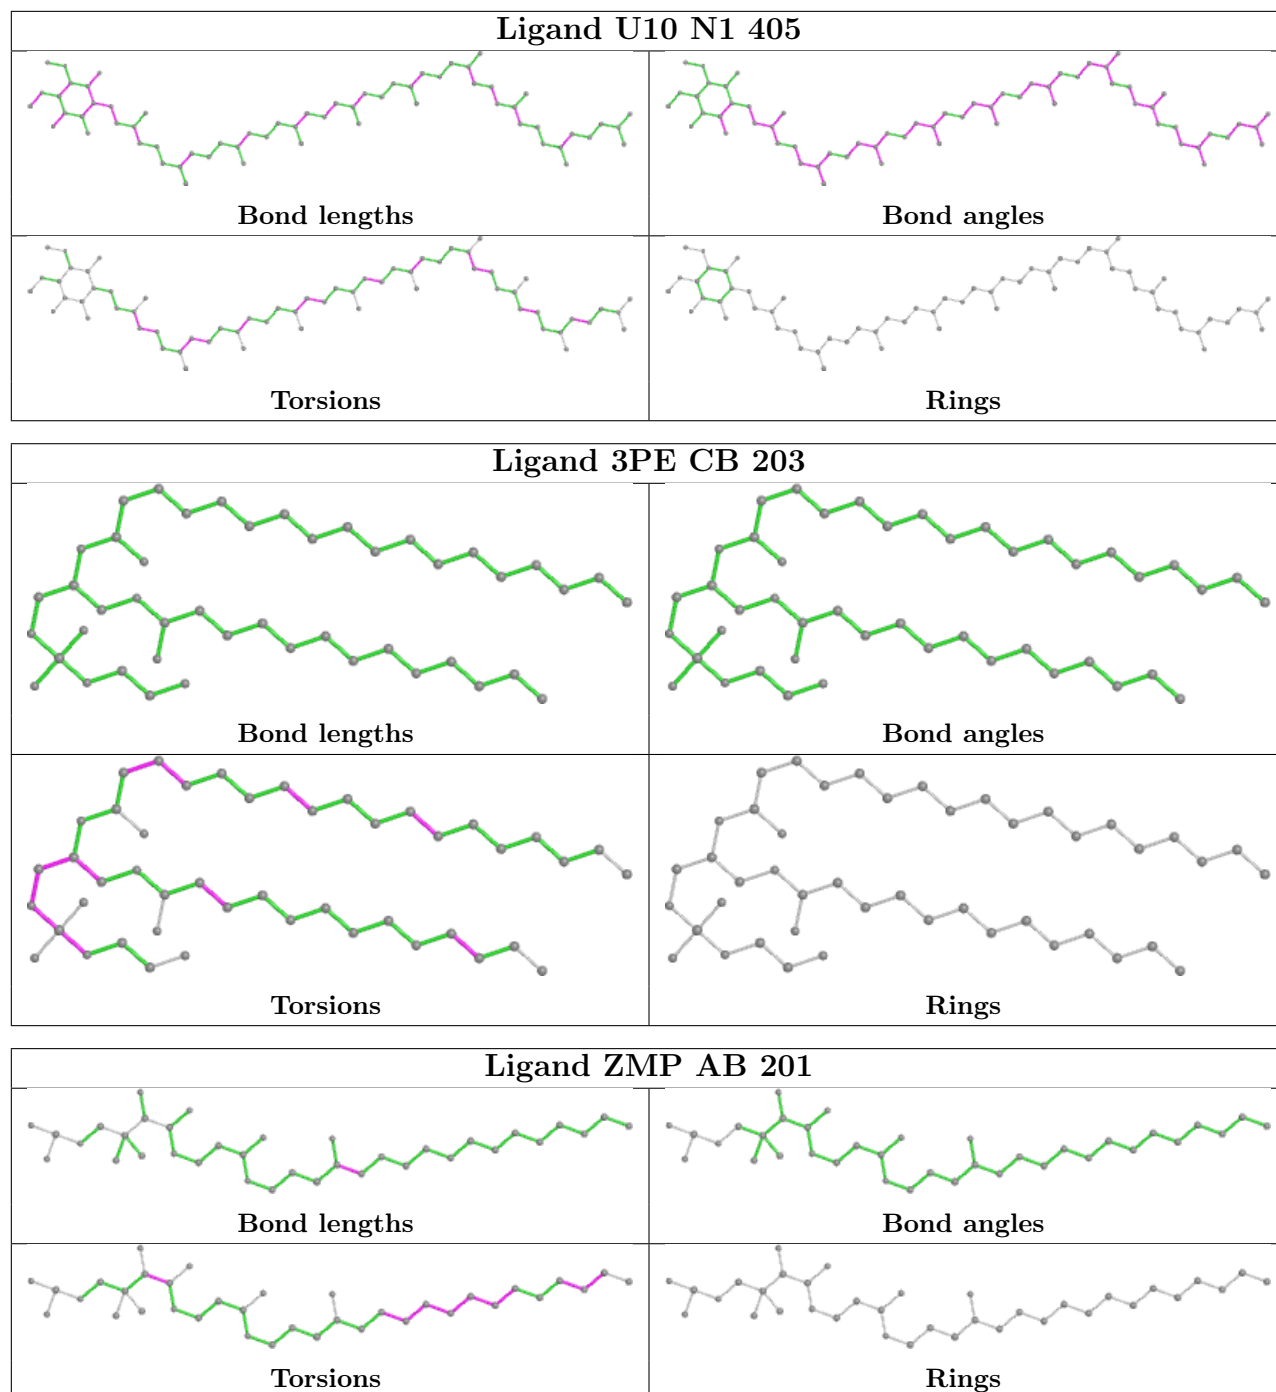 Ligand U10 N1 405
Bond lengths
Bond angles
Torsions
Rings
Ligand 3PE CB 203
Bond lengths
Bond angles
Torsions
Rings
Ligand ZMP AB 201
Bond lengths
Bond angles
Torsions
Rings